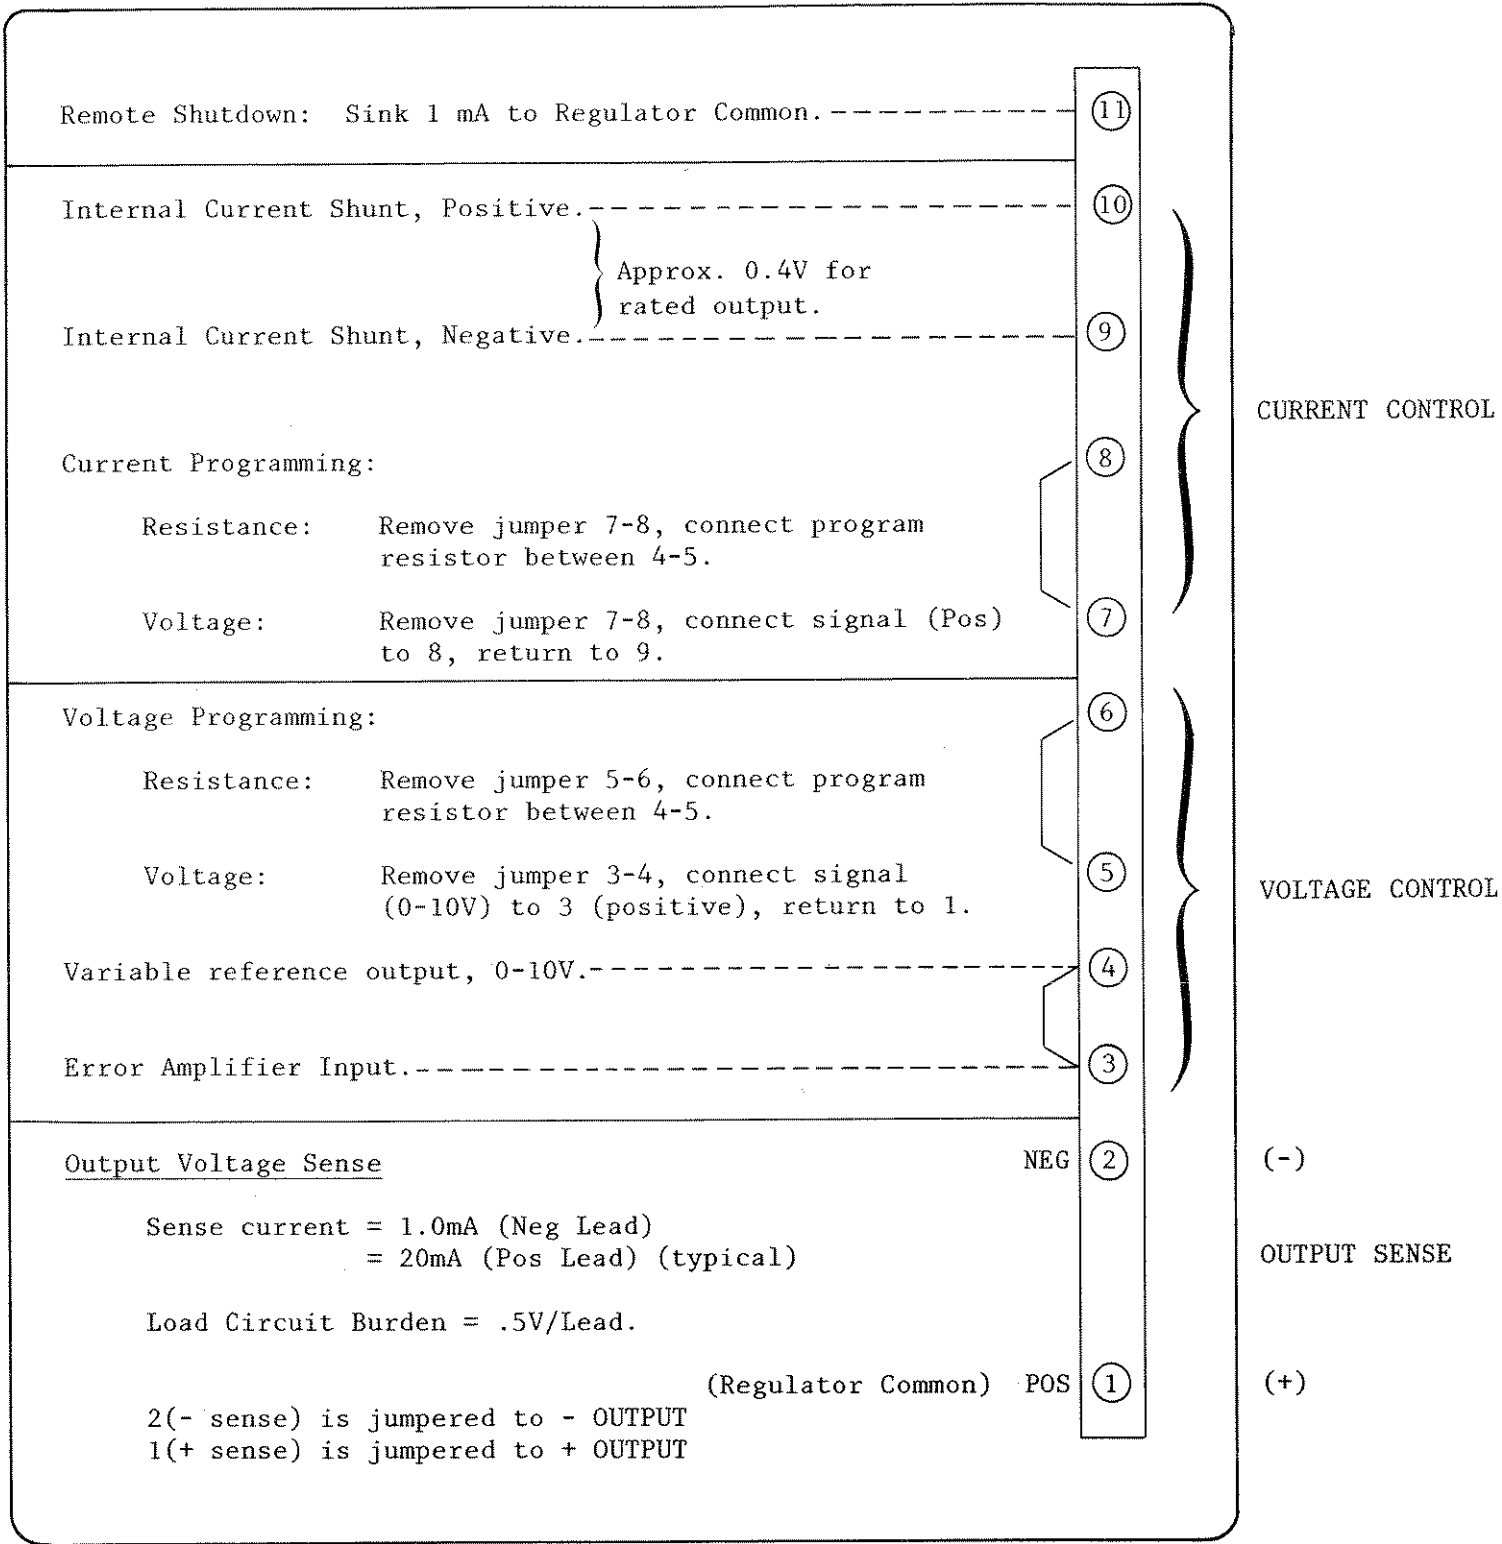 Remote Shutdown: Sink 1 mA to Regulator Common.
11
Internal Current Shunt, Positive.
10
Approx. 0.4V for
rated output.
Internal Current Shunt, Negative.
9
CURRENT CONTROL
Current Programming:
8
Resistance: Remove jumper 7-8, connect program
resistor between 4-5.
Voltage: Remove jumper 7-8, connect signal (Pos)
to 8, return to 9.
7
Voltage Programming:
6
Resistance: Remove jumper 5-6, connect program
resistor between 4-5.
Voltage: Remove jumper 3-4, connect signal
(0-10V) to 3 (positive), return to 1.
5
VOLTAGE CONTROL
Variable reference output, 0-10V.
4
Error Amplifier Input.
3
Output Voltage Sense
NEG 2 (-)
Sense current = 1.0mA (Neg Lead)
= 20mA (Pos Lead) (typical)
OUTPUT SENSE
Load Circuit Burden = .5V/Lead.
(Regulator Common) POS 1 (+)
2(- sense) is jumpered to - OUTPUT
1(+ sense) is jumpered to + OUTPUT